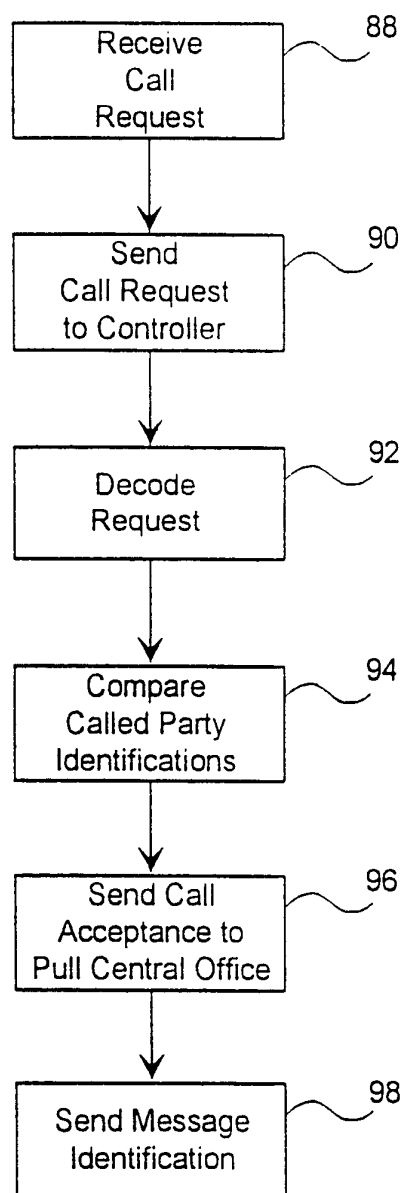 88
Receive
Call
Request
90
Send
Call Request
to Controller
92
Decode
Request
94
Compare
Called Party
Identifications
96
Send Call
Acceptance to
Pull Central Office
98
Send Message
Identification